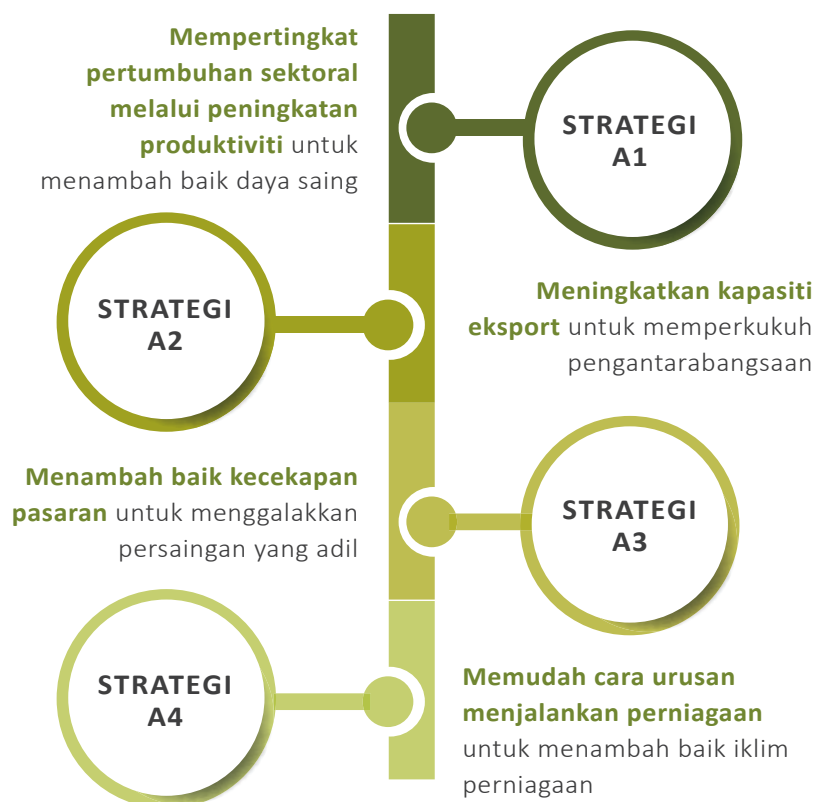 Mempertingkat
pertumbuhan sektoral
melalui peningkatan
produktiviti untuk
menambah baik daya saing
STRATEGI
A1
STRATEGI
A2
Meningkatkan kapasiti
eksport untuk memperkukuh
pengantarabangsaan
Menambah baik kecekapan
pasaran untuk menggalakkan
persaingan yang adil
STRATEGI
A3
STRATEGI
A4
Memudah cara urusan
menjalankan perniagaan
untuk menambah baik iklim
perniagaan